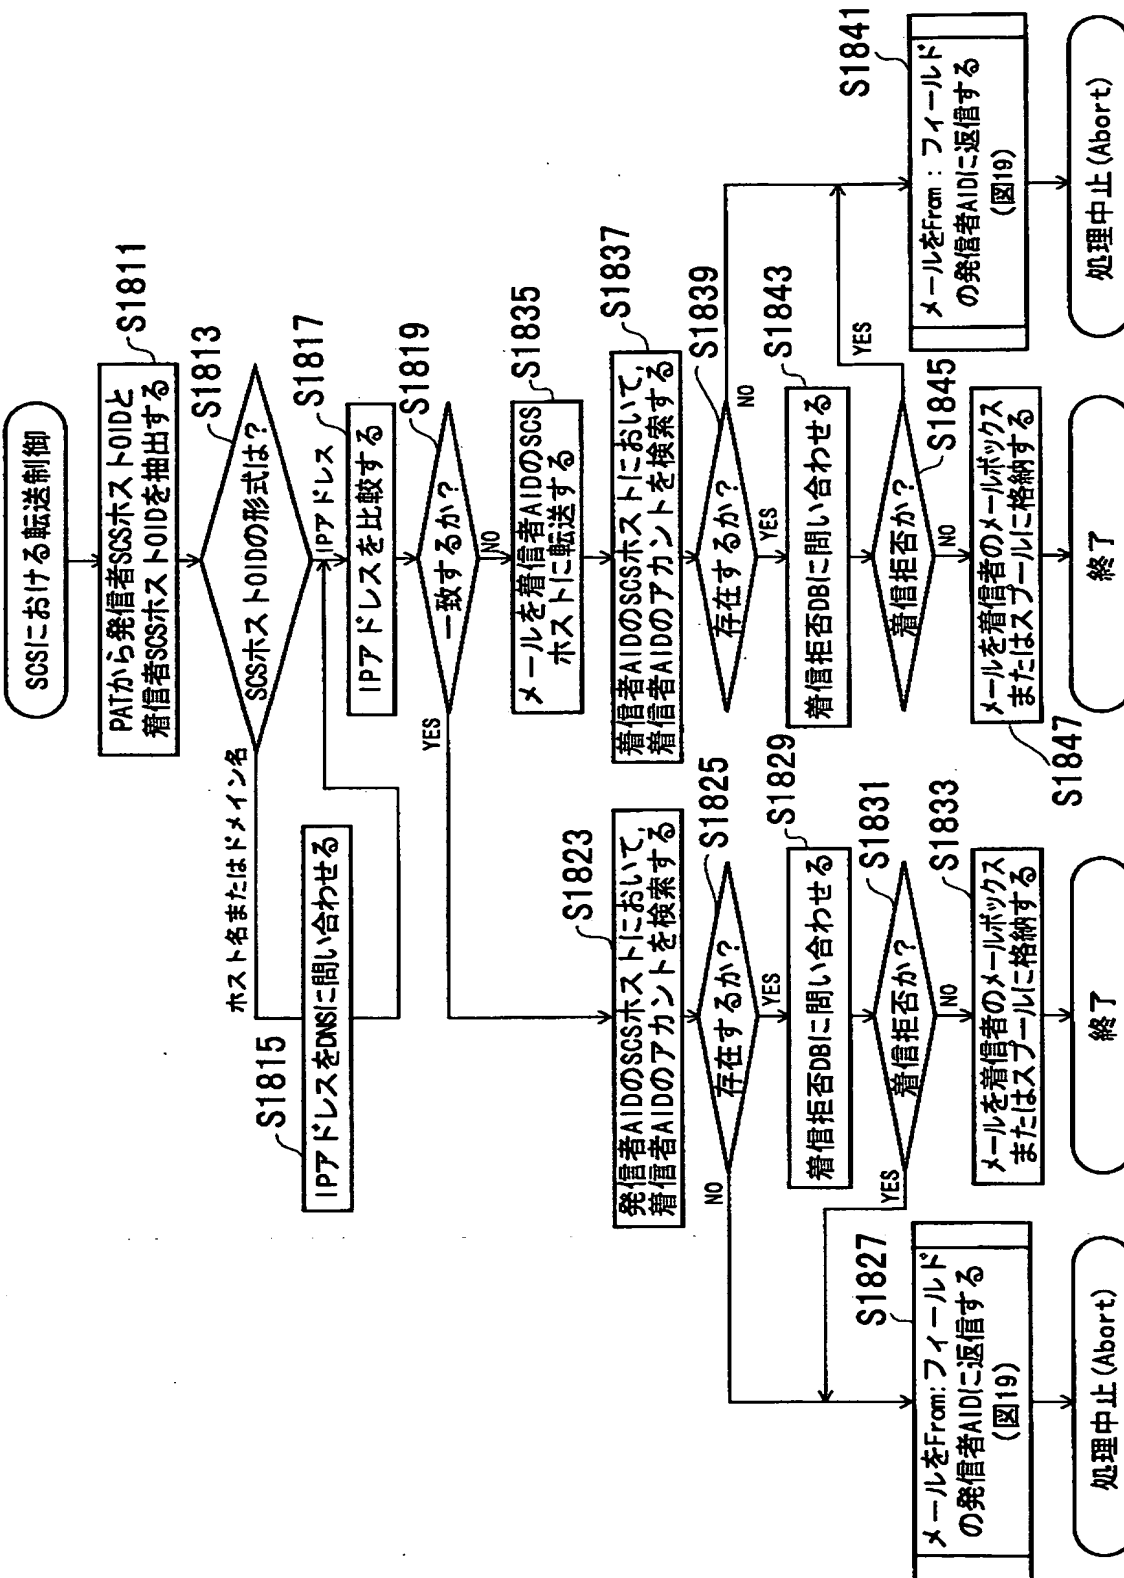 SCSにおける転送制御
PATから発信者SCSホストOIDと
着信者SCSホストOIDを抽出する
S1811
SCSホストOIDの形式は?
S1813
ホスト名またはドメイン名
IPアドレス
IPアドレスをDNSに問い合わせる
S1815
IPアドレスを比較する
S1817
一致するか?
S1819
YES
NO
発信者AIDのSCSホストにおいて,
着信者AIDのアカントを検索する
S1823
存在するか?
S1825
NO
YES
着信拒否DBに問い合わせる
S1829
着信拒否か?
S1831
YES
NO
メールを着信者のメールボックス
またはスプールに格納する
S1833
終了
メールをFrom:フィールド
の発信者AIDに返信する
(図19)
S1827
処理中止(Abort)
メールを着信者AIDのSCS
ホストに転送する
S1835
着信者AIDのSCSホストにおいて,
着信者AIDのアカントを検索する
S1837
存在するか?
S1839
NO
YES
着信拒否DBに問い合わせる
S1843
着信拒否か?
S1845
YES
NO
メールを着信者のメールボックス
またはスプールに格納する
S1847
終了
メールをFrom:フィールド
の発信者AIDに返信する
(図19)
S1841
処理中止(Abort)